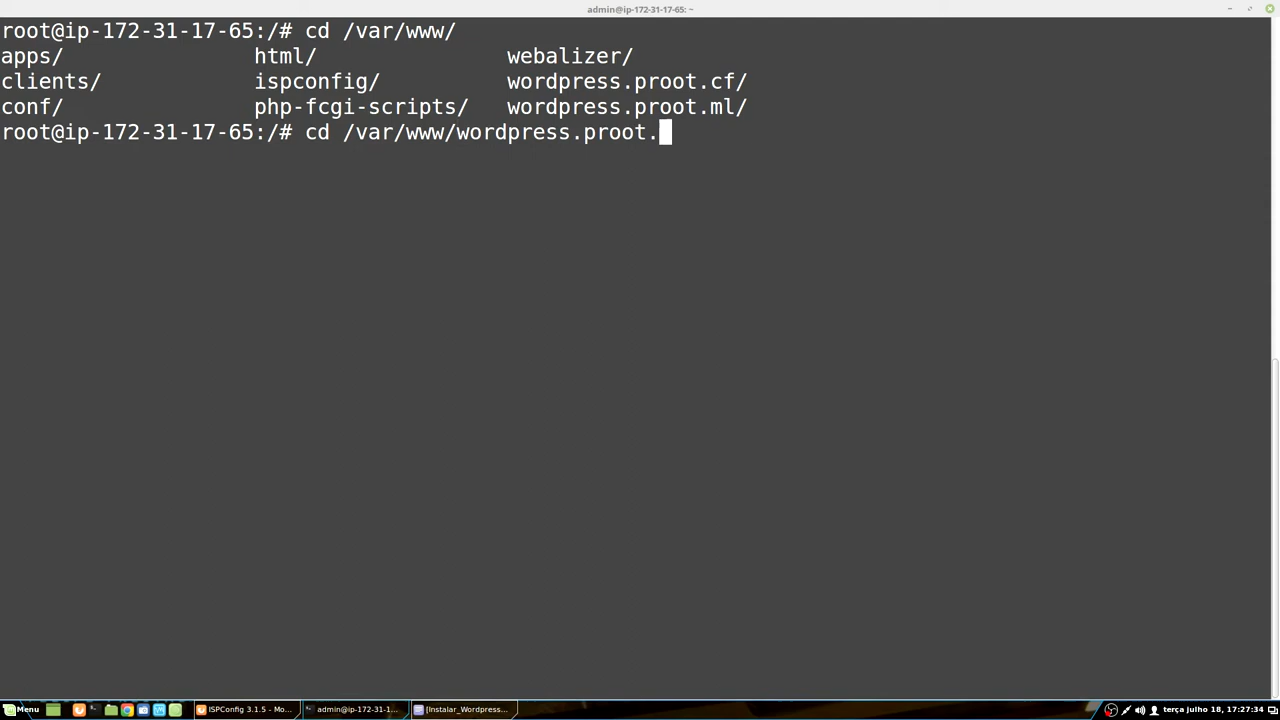 admin@ip-172-31-17-65: ~
root@ip-172-31-17-65:/# cd /var/www/
apps/ html/ webalizer/
clients/ ispconfig/ wordpress.proot.cf/
conf/ php-fcgi-scripts/ wordpress.proot.ml/
root@ip-172-31-17-65:/# cd /var/www/wordpress.proot.
Menu ISPConfig 3.1.5 - Mo... admin@ip-172-31-1... [Instalar_Wordpress... terça julho 18, 17:27:34